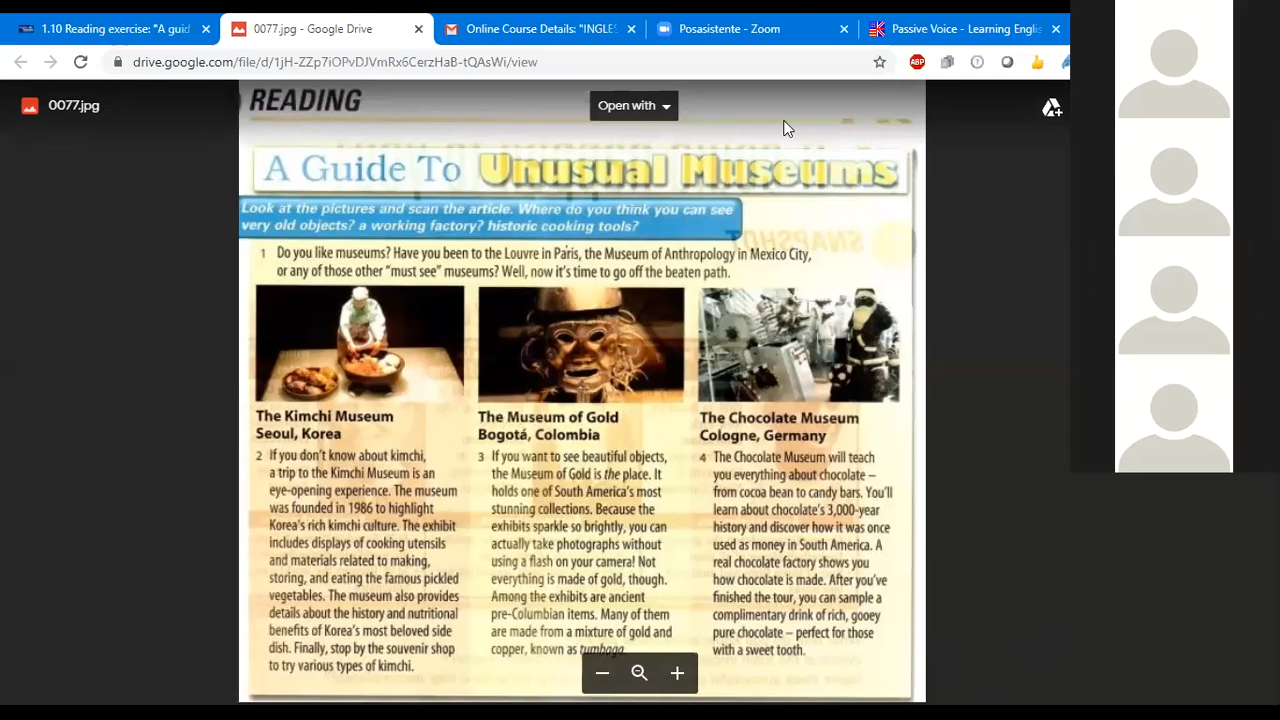 1.10 Reading exercise: "A guid
0077.jpg - Google Drive
Online Course Details: "INGLES
Posasistente - Zoom
Passive Voice - Learning Englis
drive.google.com/file/d/1jH-ZZp7iOPvDJVmRx6CerzHaB-tQAsWi/view
ABP
0077.jpg
Open with
READING
A Guide To Unusual Museums
Look at the pictures and scan the article. Where do you think you can see
very old objects? a working factory? historic cooking tools?
1 Do you like museums? Have you been to the Louvre in Paris, the Museum of Anthropology in Mexico City,
or any of those other "must see" museums? Well, now it's time to go off the beaten path.
The Kimchi Museum
Seoul, Korea
2 If you don't know about kimchi,
a trip to the Kimchi Museum is an
eye-opening experience. The museum
was founded in 1986 to highlight
Korea's rich kimchi culture. The exhibit
includes displays of cooking utensils
and materials related to making,
storing, and eating the famous pickled
vegetables. The museum also provides
details about the history and nutritional
benefits of Korea's most beloved side
dish. Finally, stop by the souvenir shop
to try various types of kimchi.
The Museum of Gold
Bogotá, Colombia
3 If you want to see beautiful objects,
the Museum of Gold is the place. It
holds one of South America's most
stunning collections. Because the
exhibits sparkle so brightly, you can
actually take photographs without
using a flash on your camera! Not
everything is made of gold, though.
Among the exhibits are ancient
pre-Columbian items. Many of them
are made from a mixture of gold and
copper, known as tumbaga.
The Chocolate Museum
Cologne, Germany
4 The Chocolate Museum will teach
you everything about chocolate –
from cocoa bean to candy bars. You'll
learn about chocolate's 3,000-year
history and discover how it was once
used as money in South America. A
real chocolate factory shows you
how chocolate is made. After you've
finished the tour, you can sample a
complimentary drink of rich, gooey
pure chocolate – perfect for those
with a sweet tooth.